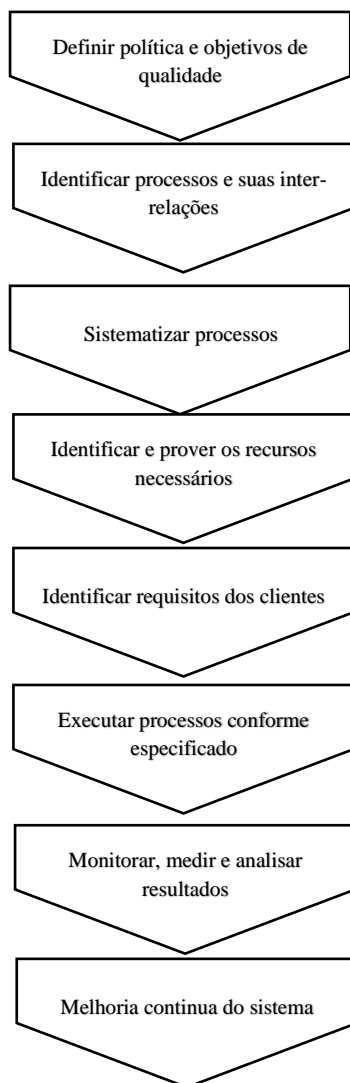 Definir política e objetivos de
qualidade
Identificar processos e suas inter-
relações
Sistematizar processos
Identificar e prover os recursos
necessários
Identificar requisitos dos clientes
Executar processos conforme
especificado
Monitorar, medir e analisar
resultados
Melhoria continua do sistema